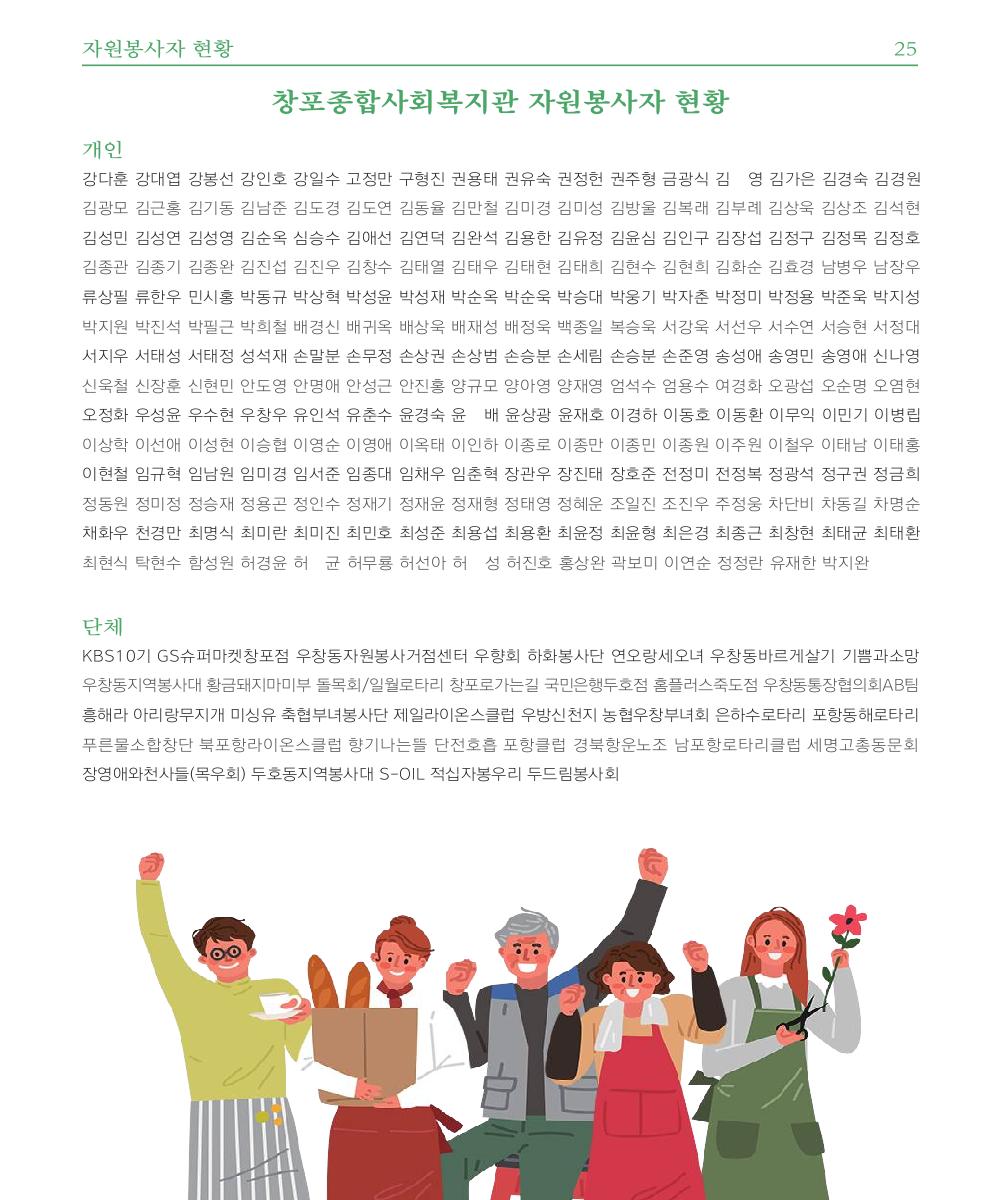 자원봉사자 현황 25
창포종합사회복지관 자원봉사자 현황
개인
강다훈 강대엽 강봉선 강인호 강일수 고정만 구형진 권용태 권유숙 권정헌 권주형 금광식 김 영 김가은 김경숙 김경원
김광모 김근홍 김기동 김남준 김도경 김도연 김동율 김만철 김미경 김미성 김방울 김복래 김부례 김상욱 김상조 김석현
김성민 김성연 김성영 김순옥 심승수 김애선 김연덕 김완석 김용한 김유정 김윤심 김인구 김장섭 김정구 김정목 김정호
김종관 김종기 김종완 김진섭 김진우 김창수 김태열 김태우 김태현 김태희 김현수 김현희 김화순 김효경 남병우 남장우
류상필 류한우 민시홍 박동규 박상혁 박성윤 박성재 박순옥 박순욱 박승대 박웅기 박자춘 박정미 박정용 박준욱 박지성
박지원 박진석 박필근 박희철 배경신 배귀옥 배상욱 배재성 배정욱 백종일 복승욱 서강욱 서선우 서수연 서승현 서정대
서지우 서태성 서태정 성석재 손말분 손무정 손상권 손상범 손승분 손세림 손승분 손준영 송성애 송영민 송영애 신나영
신욱철 신장훈 신현민 안도영 안명애 안성근 안진홍 양규모 양아영 양재영 엄석수 엄용수 여경화 오광섭 오순명 오염현
오정화 우성윤 우수현 우창우 유인석 유춘수 윤경숙 윤 배 윤상광 윤재호 이경하 이동호 이동환 이무익 이민기 이병립
이상학 이선애 이성현 이승협 이영순 이영애 이옥태 이인하 이종로 이종만 이종민 이종원 이주원 이철우 이태남 이태홍
이현철 임규혁 임남원 임미경 임서준 임종대 임채우 임춘혁 장관우 장진태 장호준 전정미 전정복 정광석 정구권 정금희
정동원 정미정 정승재 정용곤 정인수 정재기 정재윤 정재형 정태영 정혜운 조일진 조진우 주정웅 차단비 차동길 차명순
채화우 천경만 최명식 최미란 최미진 최민호 최성준 최용섭 최용환 최윤정 최윤형 최은경 최종근 최창현 최태균 최태환
최현식 탁현수 함성원 허경윤 허 균 허무룡 허선아 허 성 허진호 홍상완 곽보미 이연순 정정란 유재한 박지완
단체
KBS10기 GS슈퍼마켓창포점 우창동자원봉사거점센터 우향회 하화봉사단 연오랑세오녀 우창동바르게살기 기쁨과소망
우창동지역봉사대 황금돼지마미부 돌목회/일월로타리 창포로가는길 국민은행두호점 홈플러스죽도점 우창동통장협의회AB팀
흥해라 아리랑무지개 미싱유 축협부녀봉사단 제일라이온스클럽 우방신천지 농협우창부녀회 은하수로타리 포항동해로타리
푸른물소합창단 북포항라이온스클럽 향기나는뜰 단전호흡 포항클럽 경북항운노조 남포항로타리클럽 세명고총동문회
장영애와천사들(목우회) 두호동지역봉사대 S-OIL 적십자봉우리 두드림봉사회